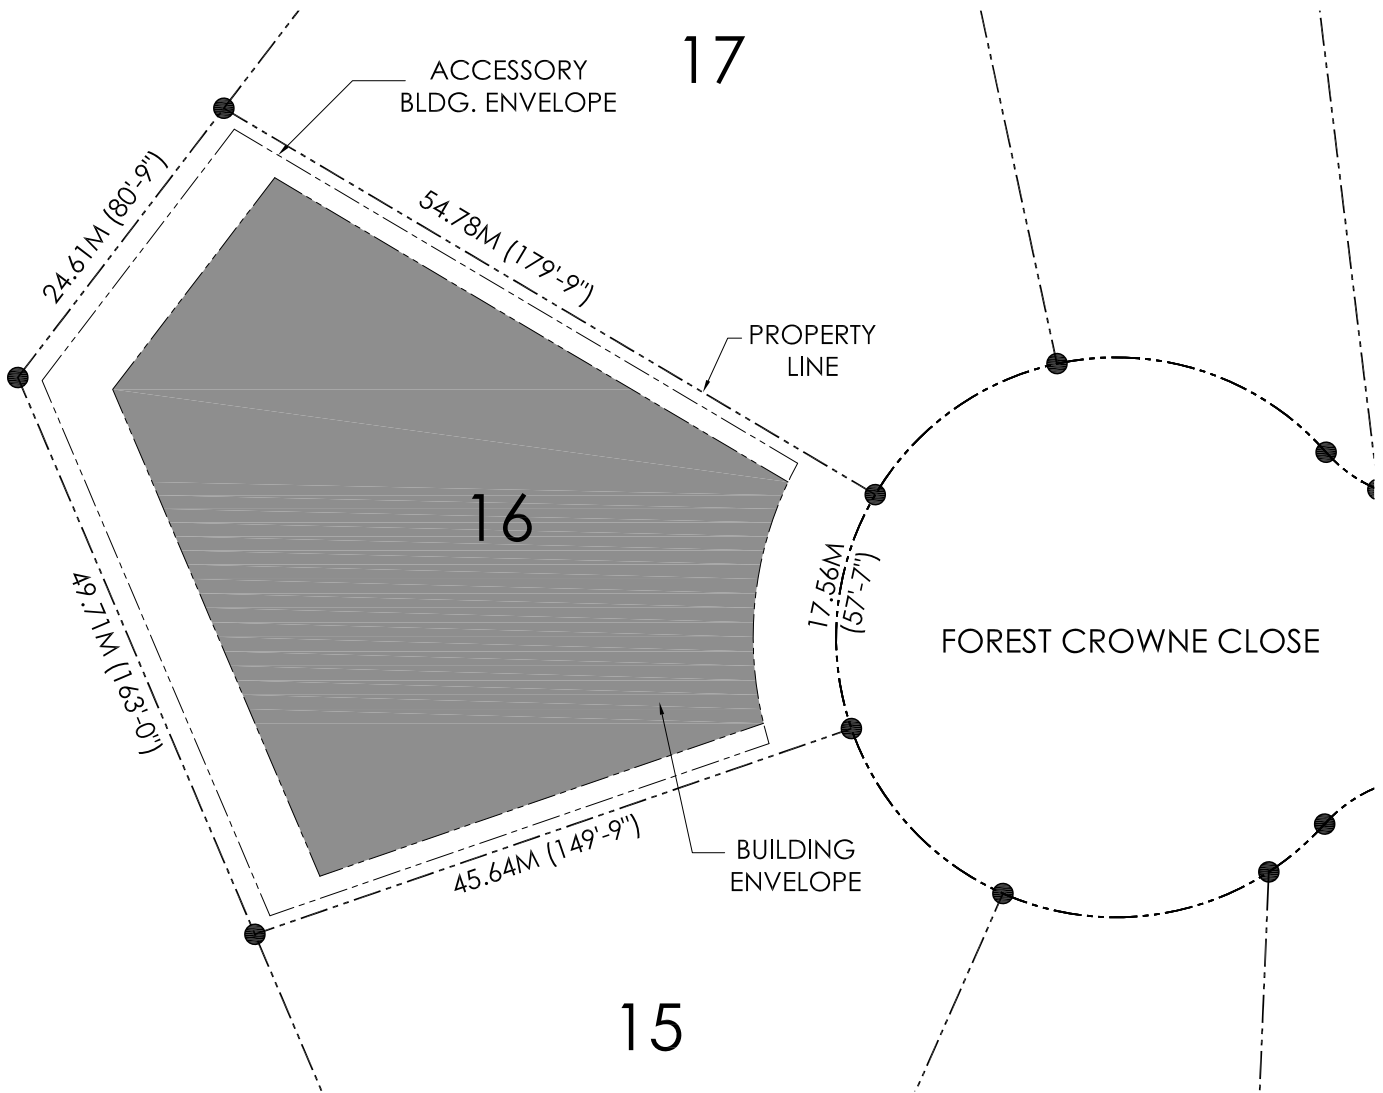 17
ACCESSORY
BLDG. ENVELOPE
24.61M (80'-9")
54.78M (179'-9")
PROPERTY
LINE
16
17.56M
(57'-7")
49.71M (163'-0")
FOREST CROWNE CLOSE
45.64M (149'-9")
BUILDING
ENVELOPE
15